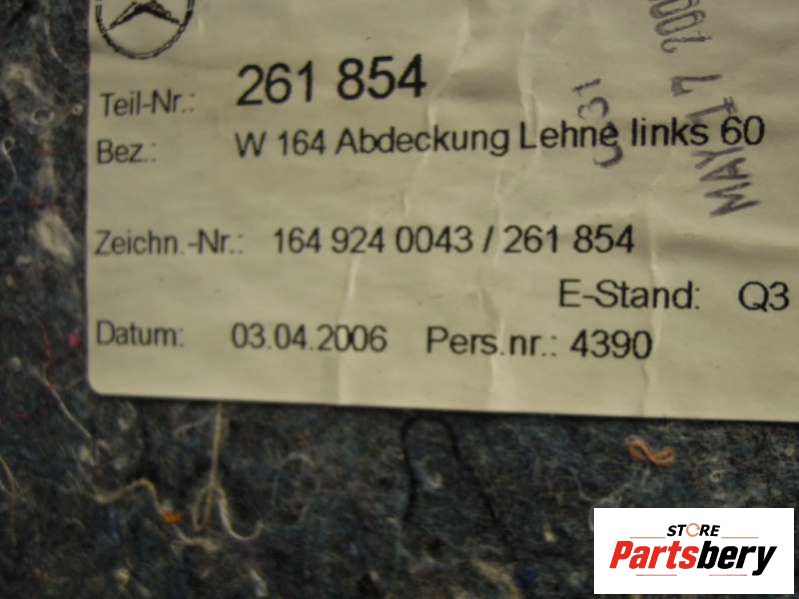 Teil-Nr.: 261 854
Bez.: W 164 Abdeckung Lehne links 60
Zeichn.-Nr.: 164 924 0043 / 261 854
E-Stand: Q3
Datum: 03.04.2006 Pers.nr.: 4390
MAY 17 200
STORE
Partsbery